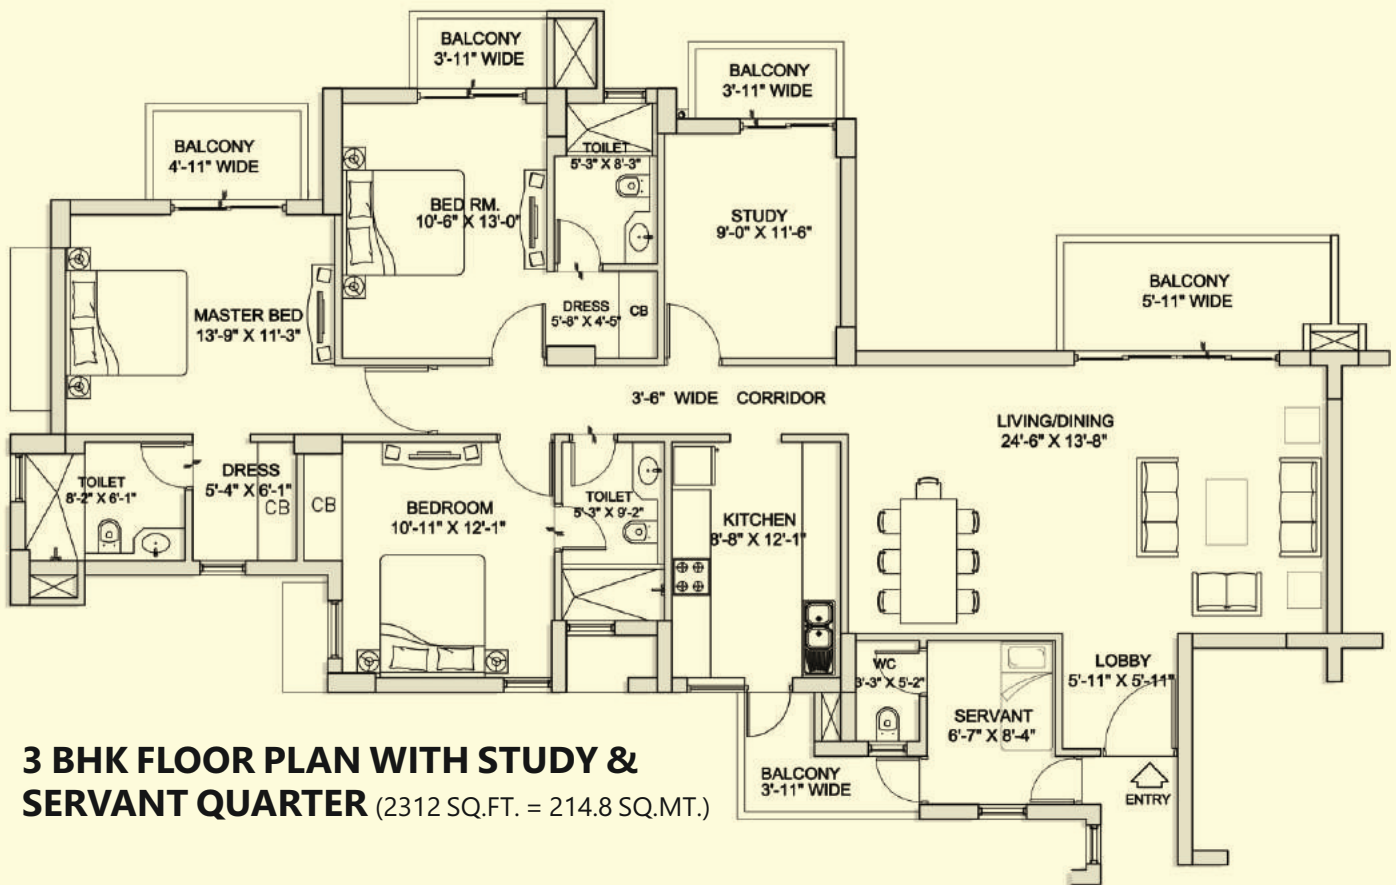 BALCONY
3'-11" WIDE
BALCONY
3'-11" WIDE
BALCONY
4'-11" WIDE
TOILET
5'-3" X 8'-3"
BED RM.
10'-6" X 13'-0"
STUDY
9'-0" X 11'-6"
BALCONY
5'-11" WIDE
MASTER BED
13'-9" X 11'-3"
DRESS
5'-8" X 4'-5"
CB
3'-6" WIDE CORRIDOR
LIVING/DINING
24'-6" X 13'-8"
TOILET
8'-2" X 6'-1"
DRESS
5'-4" X 6'-1"
CB
CB
BEDROOM
10'-11" X 12'-1"
TOILET
5'-3" X 9'-2"
KITCHEN
8'-8" X 12'-1"
WC
3'-3" X 5'-2"
LOBBY
5'-11" X 5'-11"
SERVANT
6'-7" X 8'-4"
BALCONY
3'-11" WIDE
ENTRY
3 BHK FLOOR PLAN WITH STUDY &
SERVANT QUARTER (2312 SQ.FT. = 214.8 SQ.MT.)